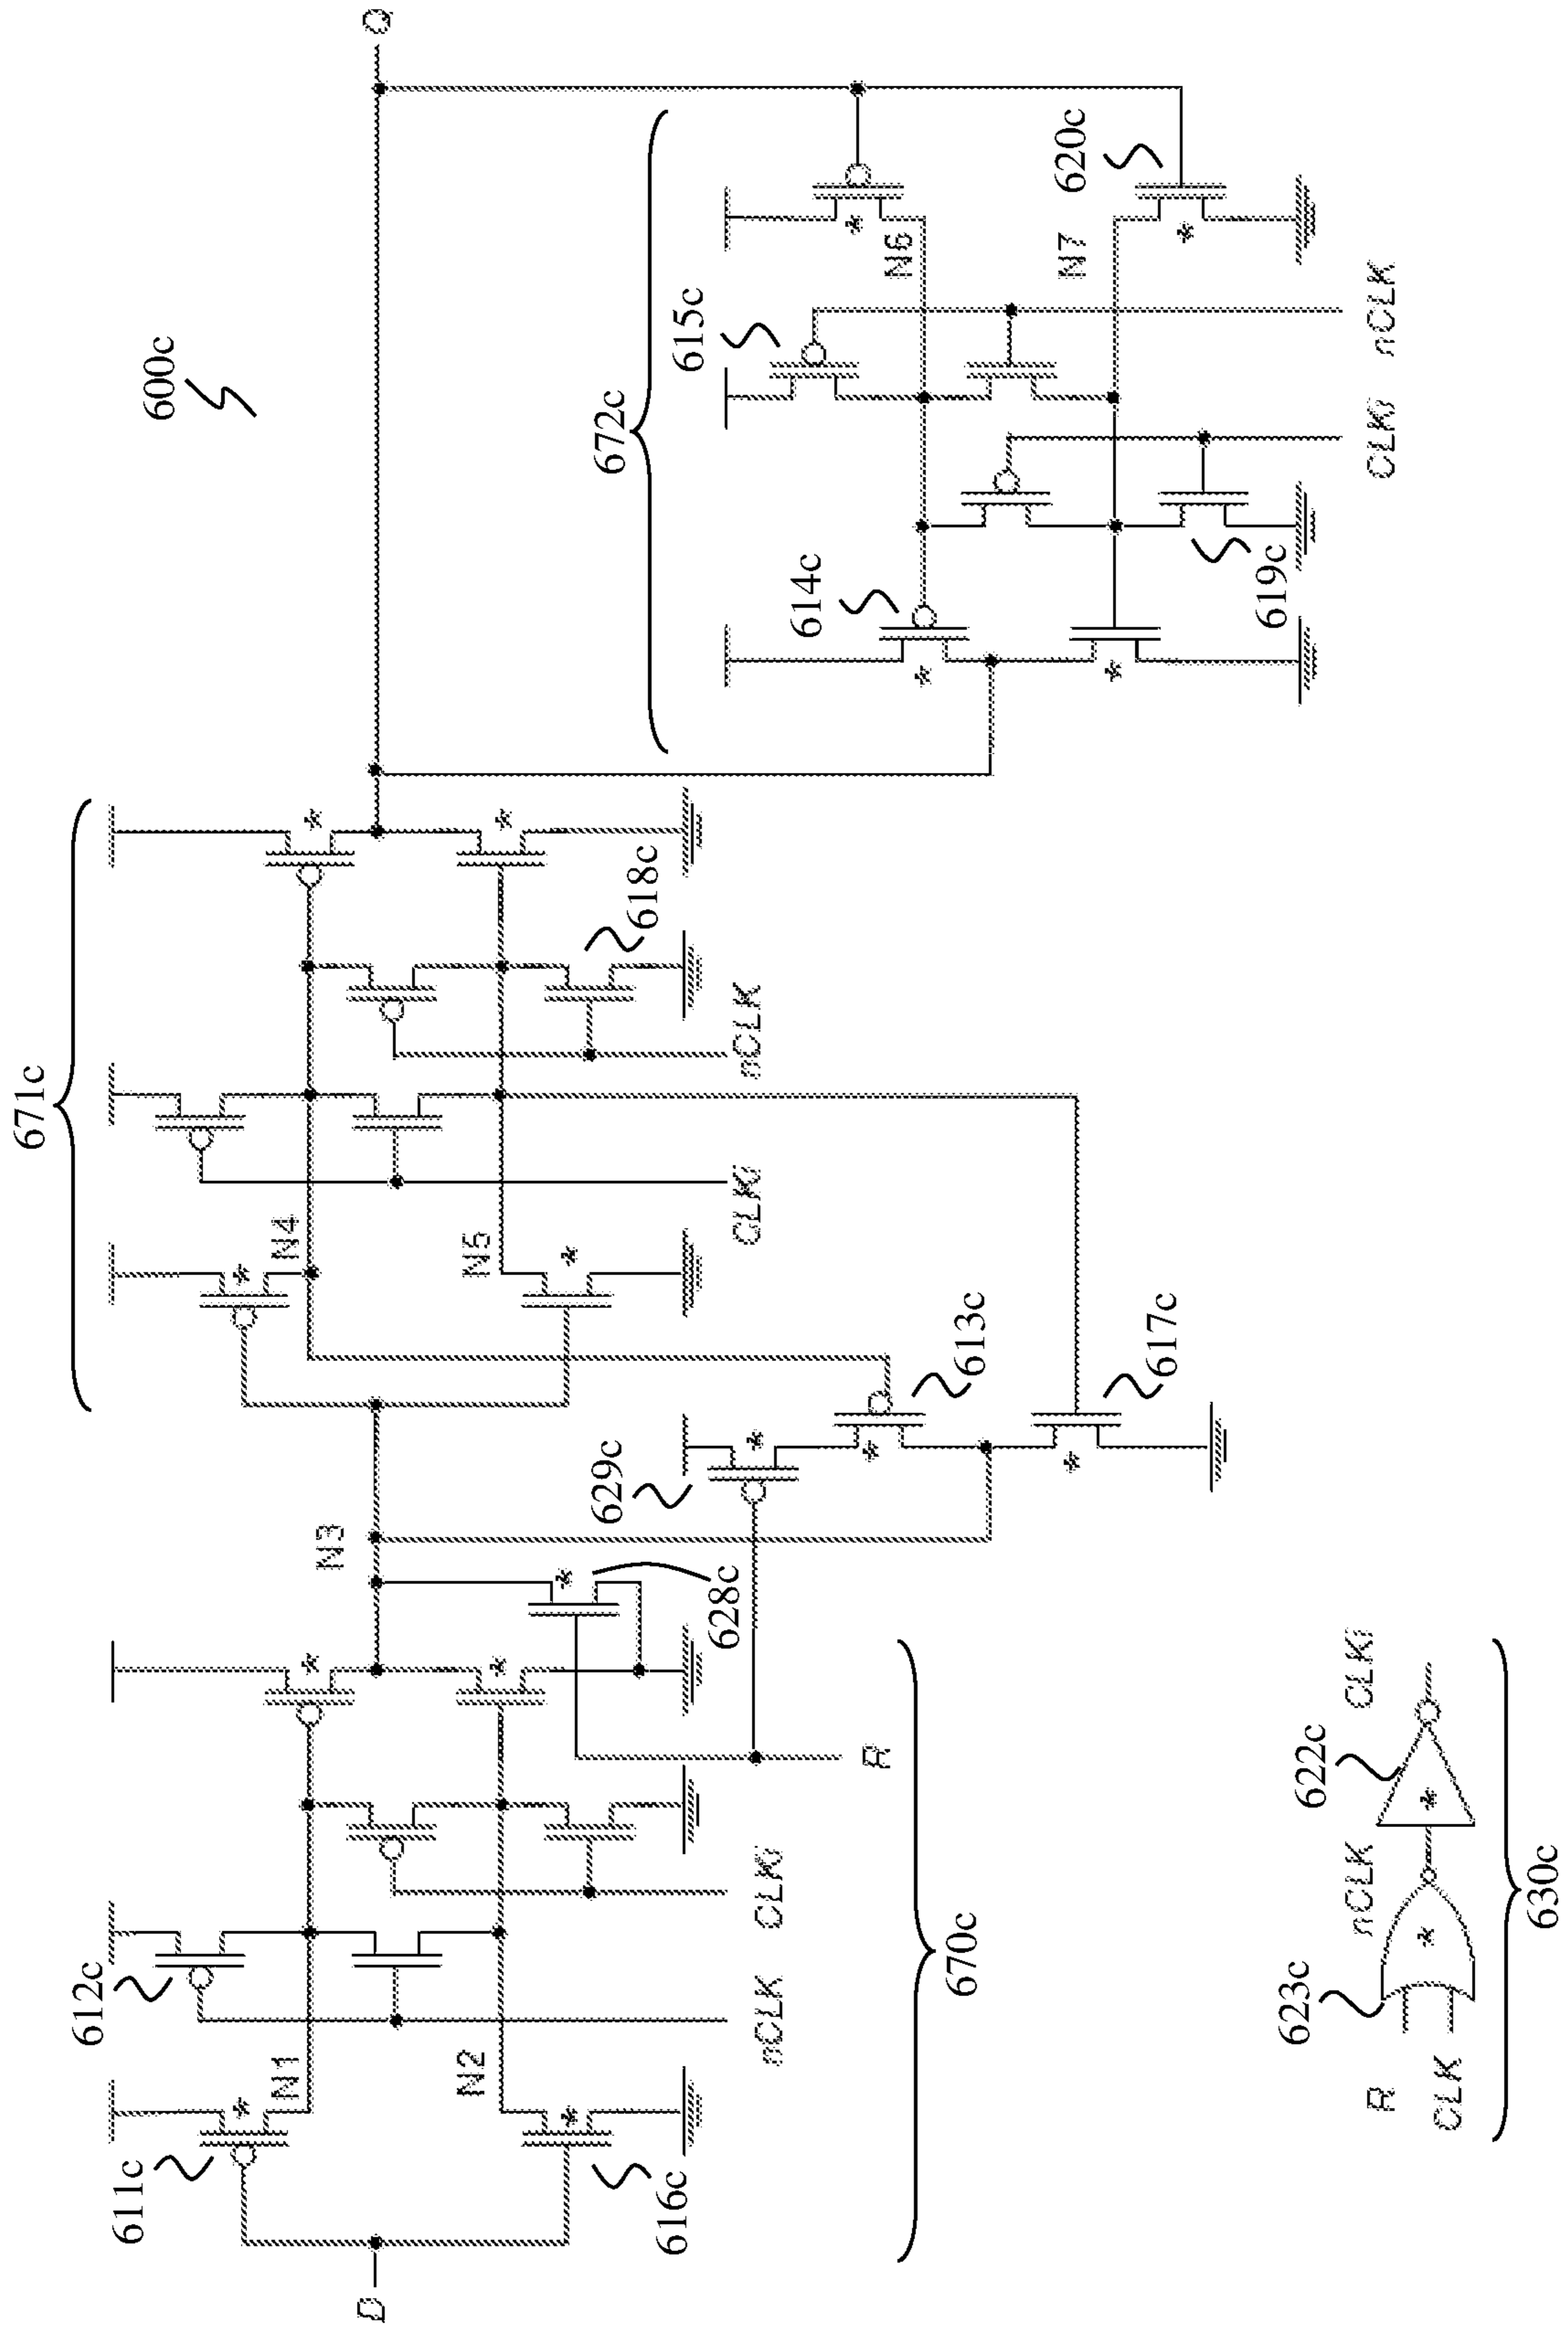 600c
671c
672c
Q
D
611c
612c
N1
N2
616c
nCLK
CLKi
670c
R
628c
N3
629c
613c
617c
N4
N5
CLKi
nCLK
618c
614c
615c
N6
N7
620c
619c
CLKi
nCLK
R
CLK
623c
nCLK
622c
CLKi
630c